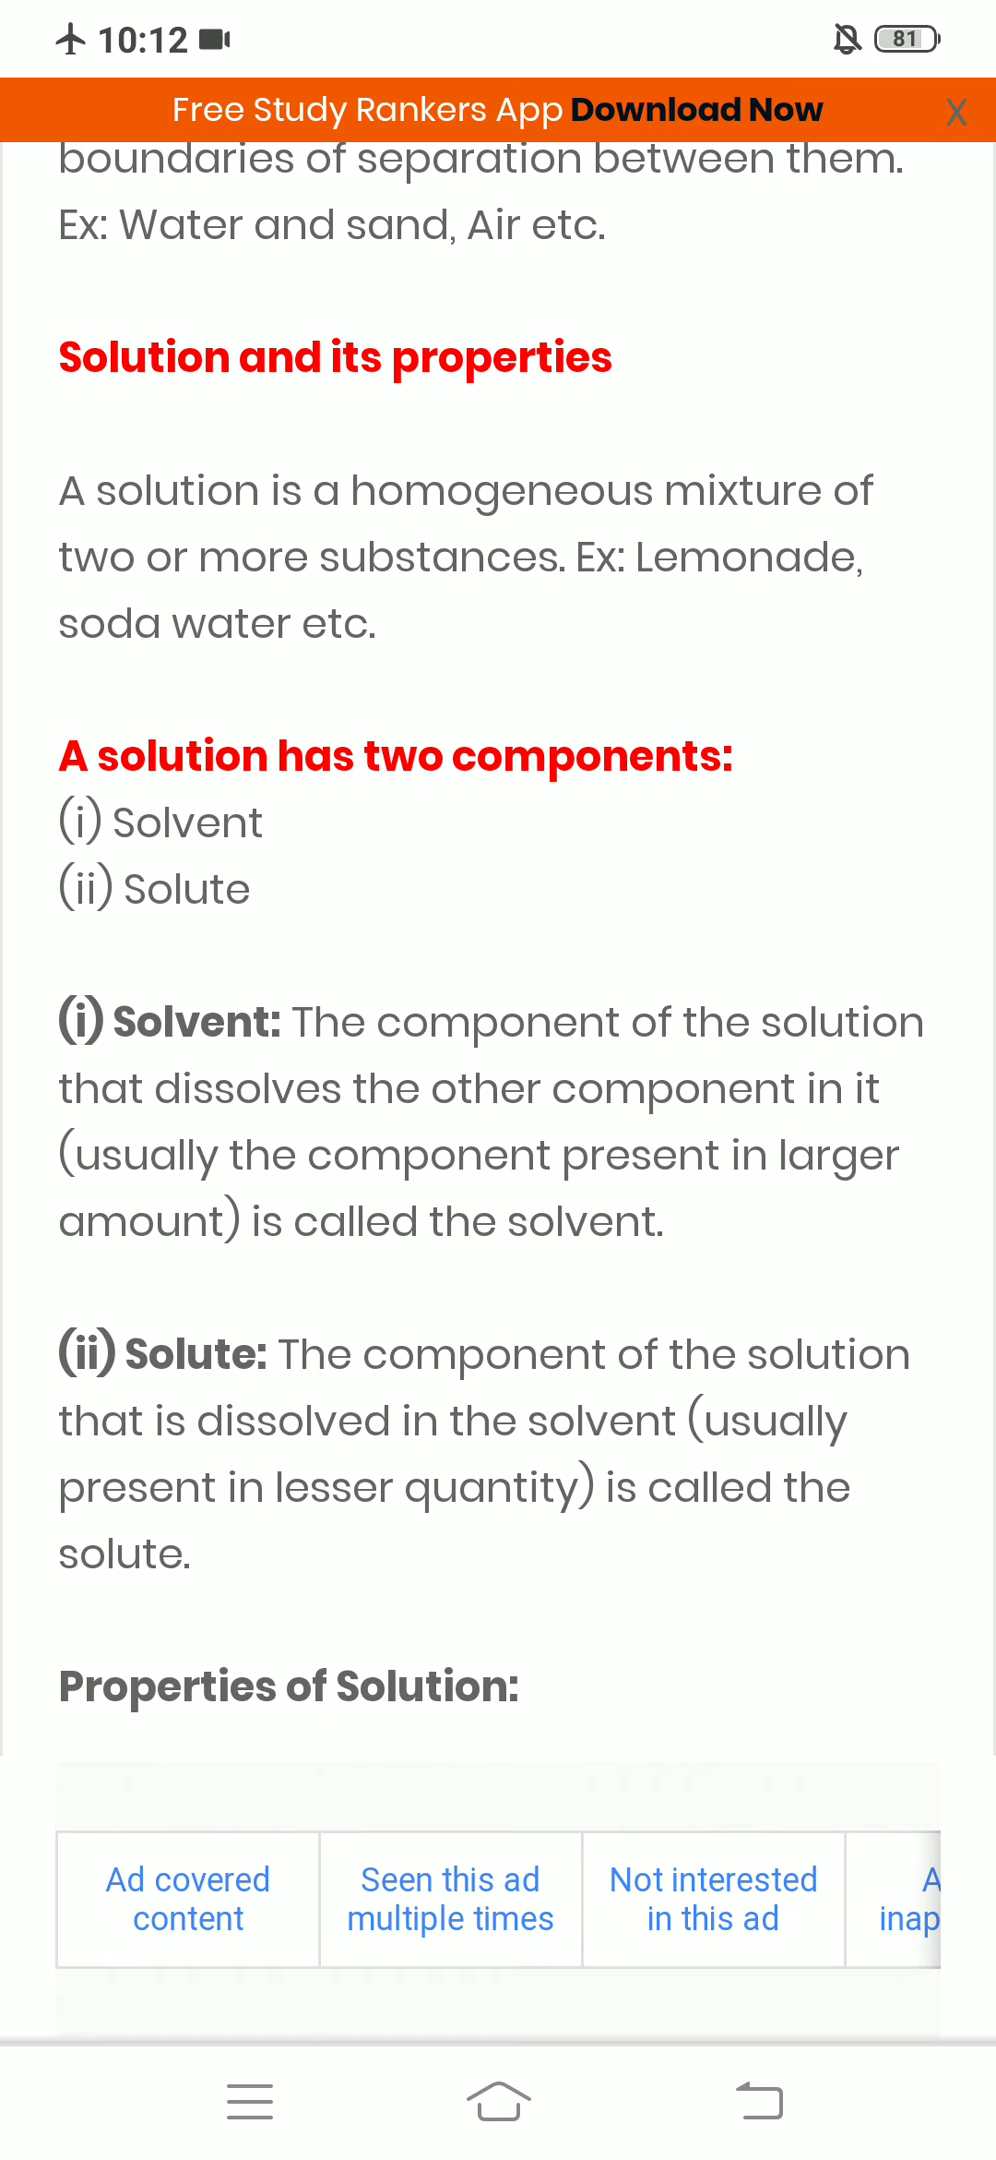 10:12
81
Free Study Rankers App Download Now X
boundaries of separation between them.
Ex: Water and sand, Air etc.
Solution and its properties
A solution is a homogeneous mixture of
two or more substances. Ex: Lemonade,
soda water etc.
A solution has two components:
(i) Solvent
(ii) Solute
(i) Solvent: The component of the solution
that dissolves the other component in it
(usually the component present in larger
amount) is called the solvent.
(ii) Solute: The component of the solution
that is dissolved in the solvent (usually
present in lesser quantity) is called the
solute.
Properties of Solution:
Ad covered
content
Seen this ad
multiple times
Not interested
in this ad
A
inap